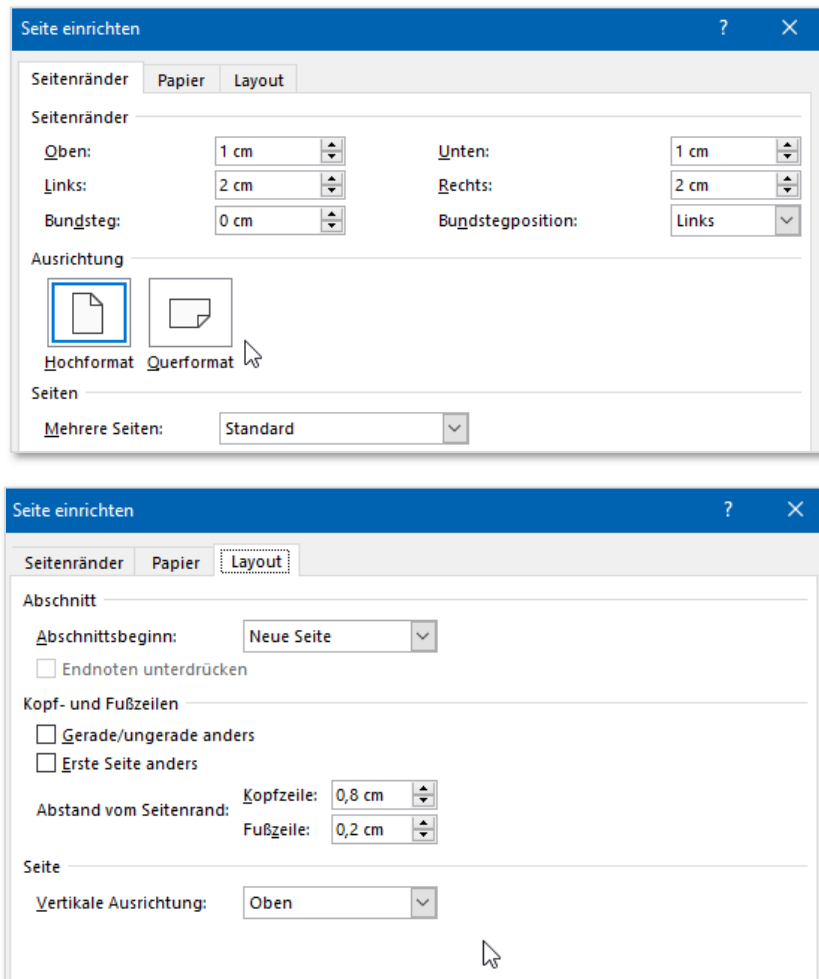 Seite einrichten ?
Seitenränder Papier Layout
Seitenränder
Oben: 1 cm Unten: 1 cm
Links: 2 cm Rechts: 2 cm
Bundsteg: 0 cm Bundstegposition: Links
Ausrichtung
Hochformat Querformat
Seiten
Mehrere Seiten: Standard
Seite einrichten ?
Seitenränder Papier Layout
Abschnitt
Abschnittsbeginn: Neue Seite
Endnoten unterdrücken
Kopf- und Fußzeilen
Gerade/ungerade anders
Erste Seite anders
Abstand vom Seitenrand: Kopfzeile: 0,8 cm
Fußzeile: 0,2 cm
Seite
Vertikale Ausrichtung: Oben